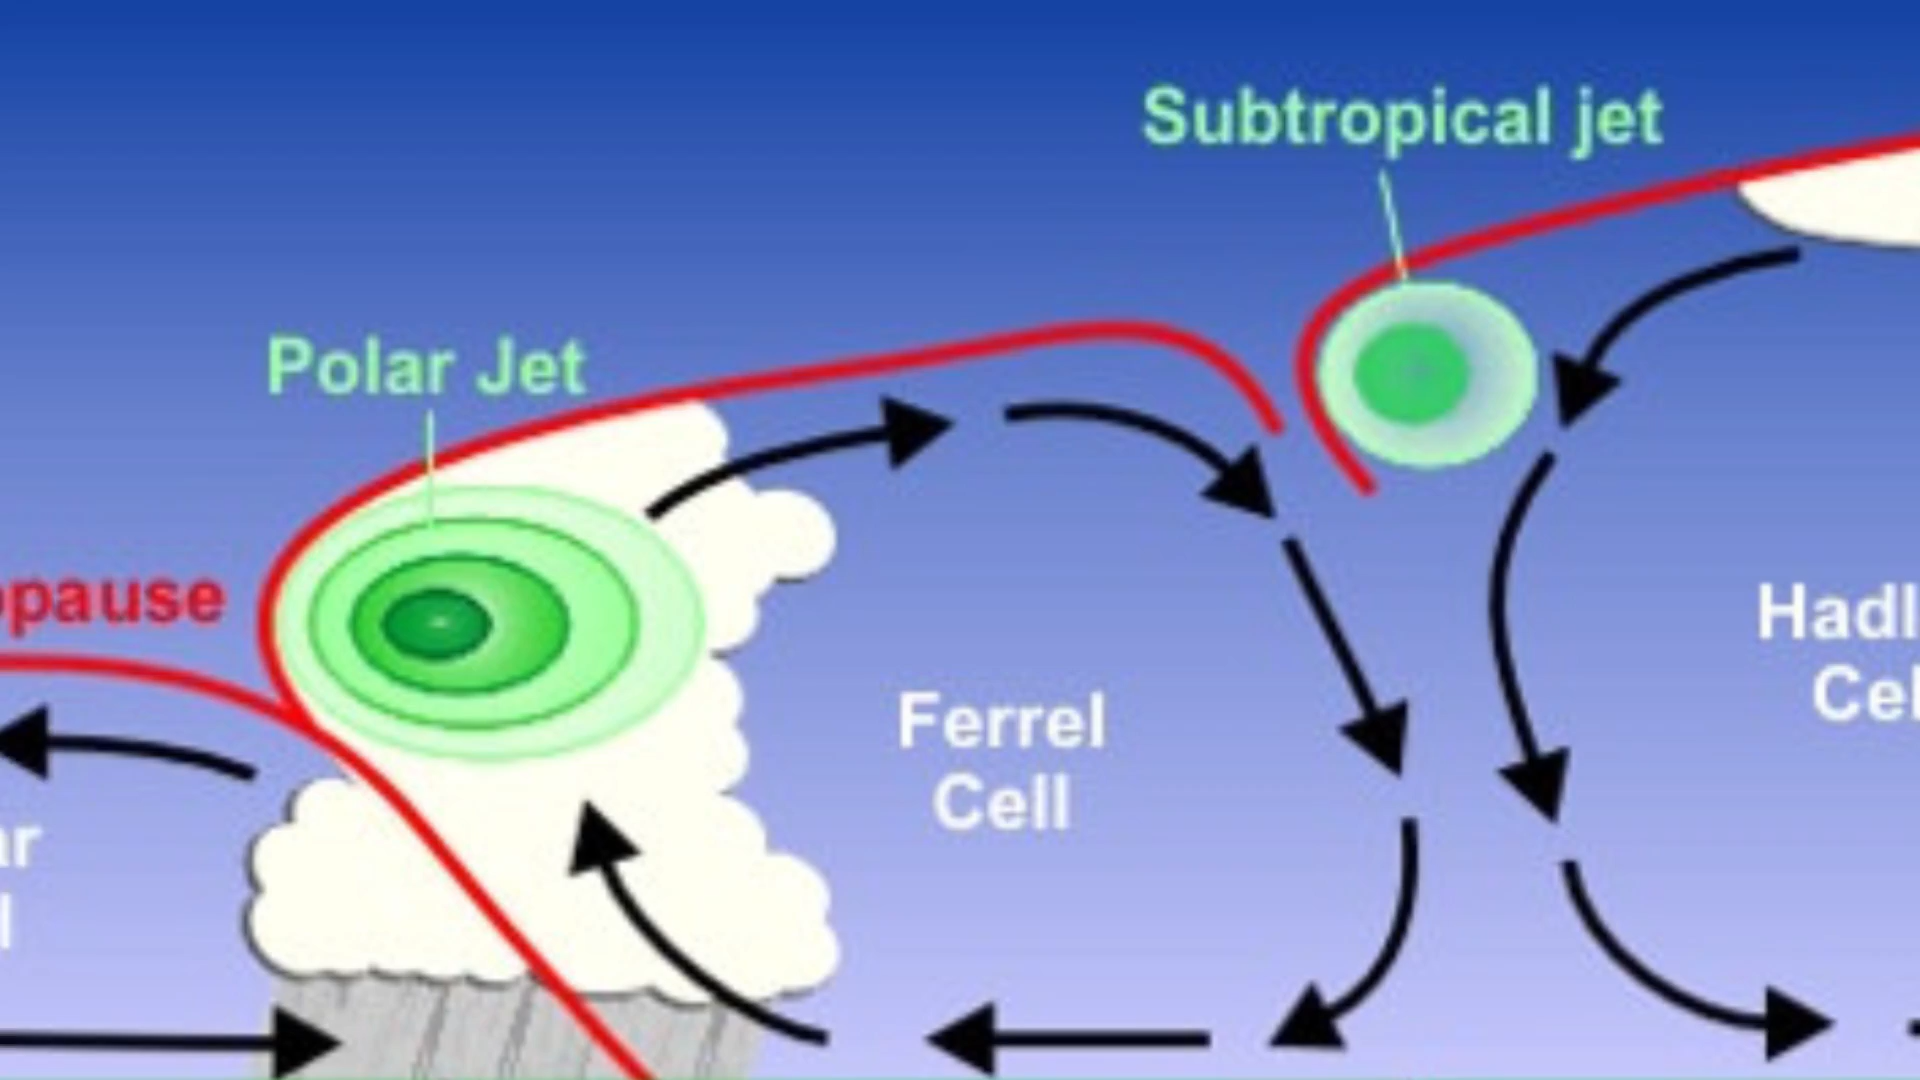 Subtropical jet
Polar Jet
opause
Hadl
Cel
Ferrel
Cell
ar
l